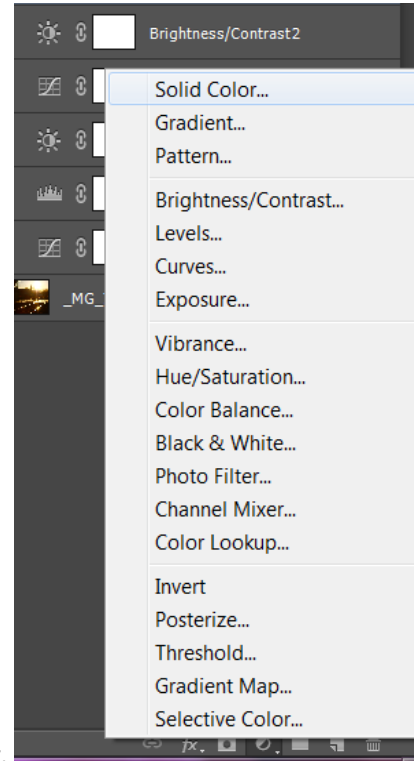 Brightness/Contrast2
Solid Color...
Gradient...
Pattern...
Brightness/Contrast...
Levels...
Curves...
Exposure...
_MG_
Vibrance...
Hue/Saturation...
Color Balance...
Black & White...
Photo Filter...
Channel Mixer...
Color Lookup...
Invert
Posterize...
Threshold...
Gradient Map...
Selective Color...
fx